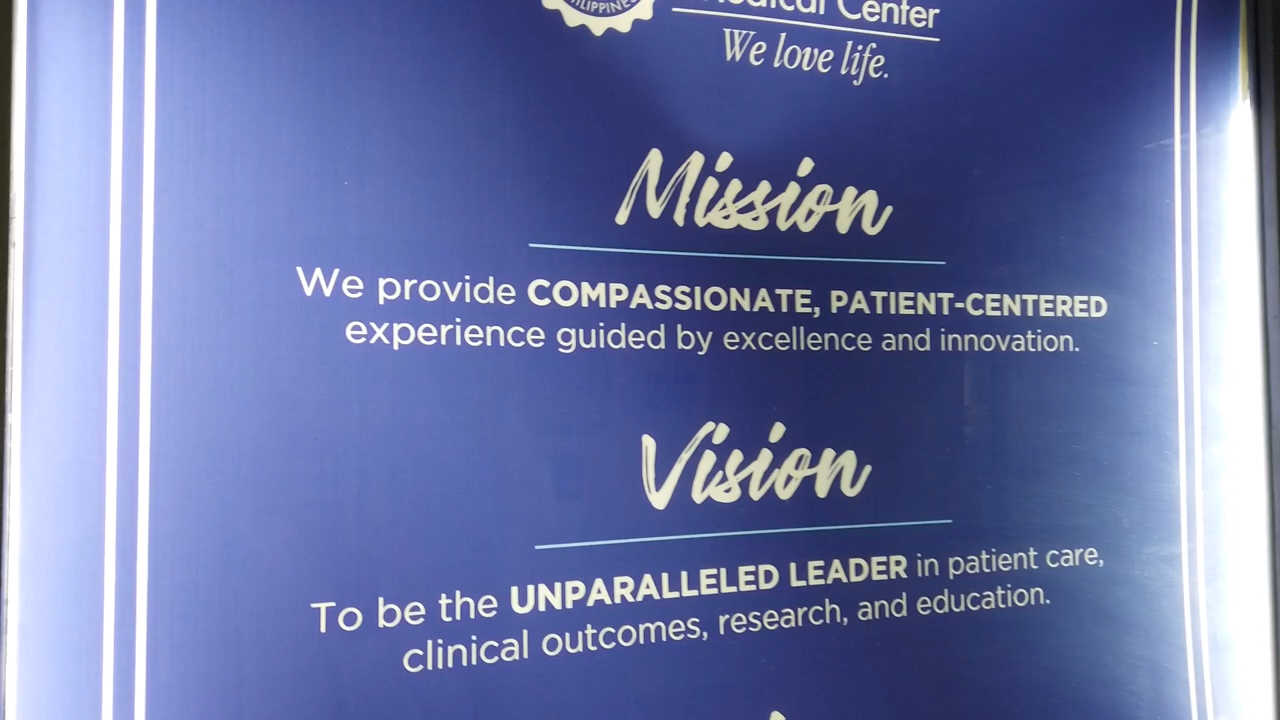 Center
PHILIPPINES
We love life.
Mission
We provide COMPASSIONATE, PATIENT-CENTERED
experience guided by excellence and innovation.
Vision
To be the UNPARALLELED LEADER in patient care,
clinical outcomes, research, and education.